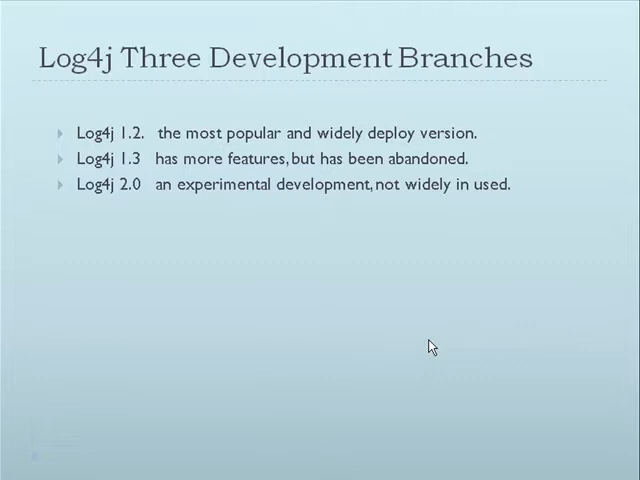 Log4j Three Development Branches
Log4j 1.2. the most popular and widely deploy version.
Log4j 1.3 has more features, but has been abandoned.
Log4j 2.0 an experimental development, not widely in used.